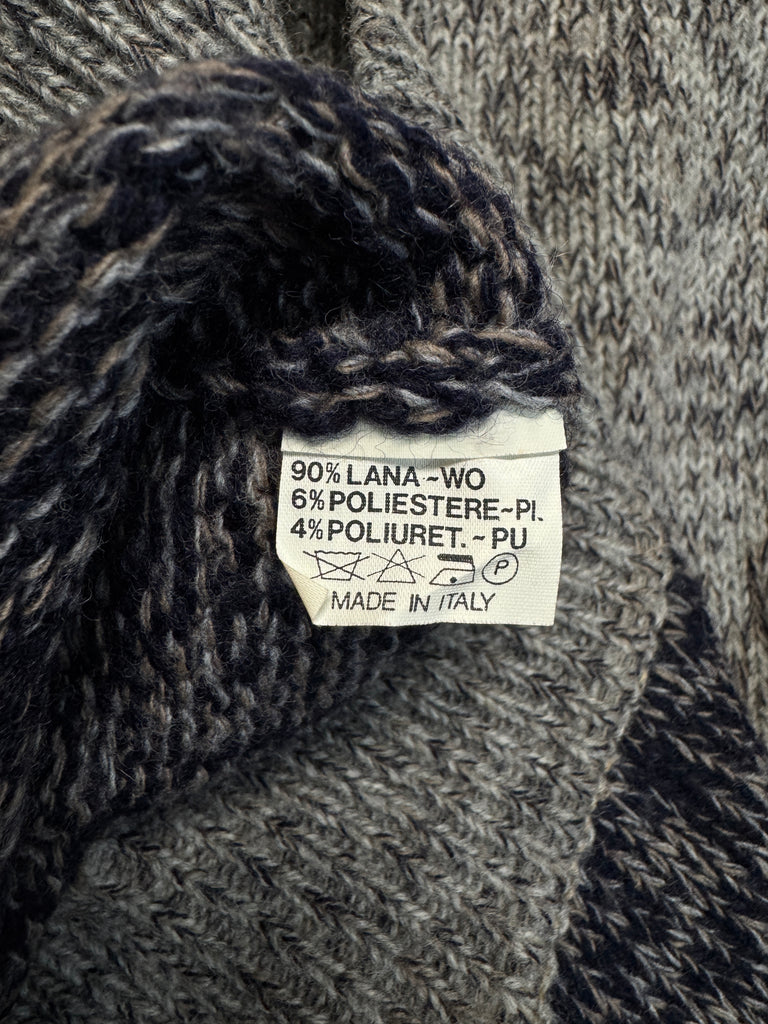 90% LANA ~ WO
6% POLIESTERE ~ PL.
4% POLIURET. ~ PU
P
MADE IN ITALY